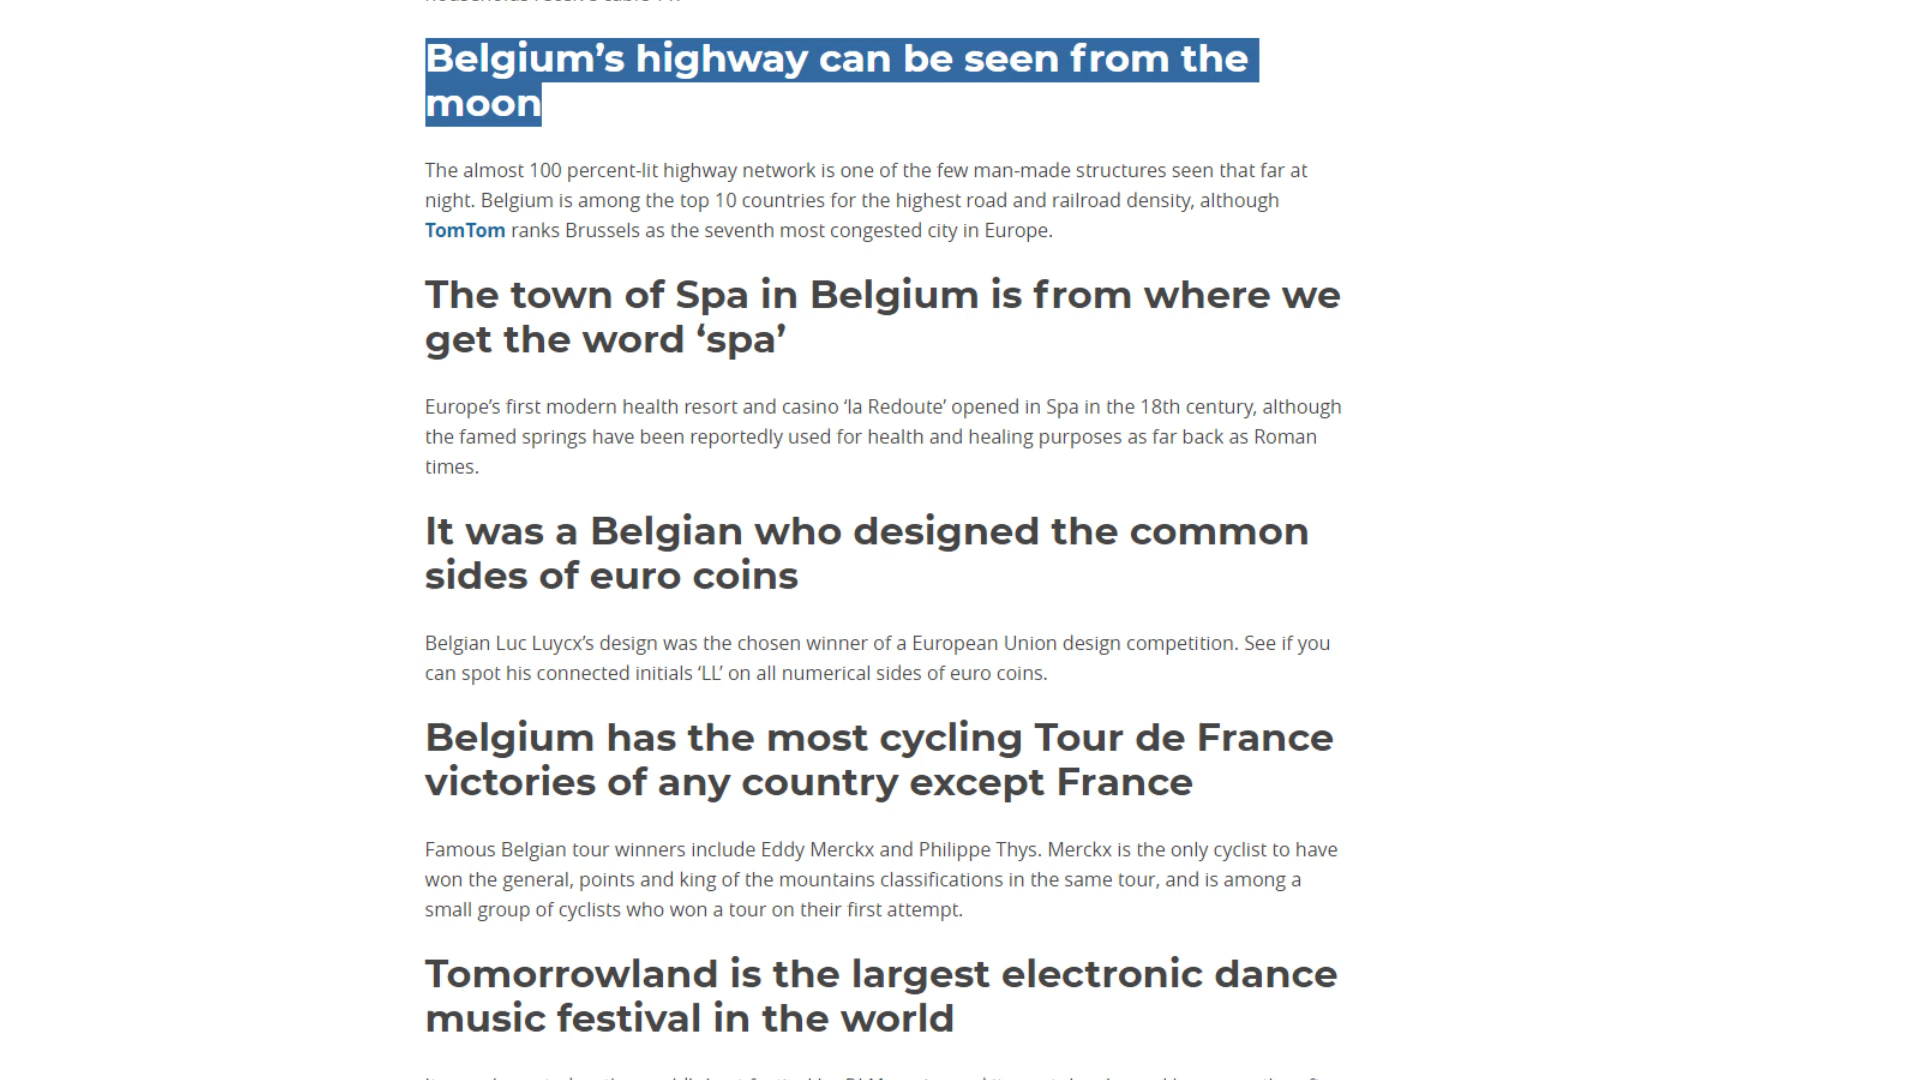 Belgium’s highway can be seen from the
moon
The almost 100 percent-lit highway network is one of the few man-made structures seen that far at
night. Belgium is among the top 10 countries for the highest road and railroad density, although
TomTom ranks Brussels as the seventh most congested city in Europe.
The town of Spa in Belgium is from where we
get the word ‘spa’
Europe’s first modern health resort and casino ‘la Redoute’ opened in Spa in the 18th century, although
the famed springs have been reportedly used for health and healing purposes as far back as Roman
times.
It was a Belgian who designed the common
sides of euro coins
Belgian Luc Luycx’s design was the chosen winner of a European Union design competition. See if you
can spot his connected initials ‘LL’ on all numerical sides of euro coins.
Belgium has the most cycling Tour de France
victories of any country except France
Famous Belgian tour winners include Eddy Merckx and Philippe Thys. Merckx is the only cyclist to have
won the general, points and king of the mountains classifications in the same tour, and is among a
small group of cyclists who won a tour on their first attempt.
Tomorrowland is the largest electronic dance
music festival in the world